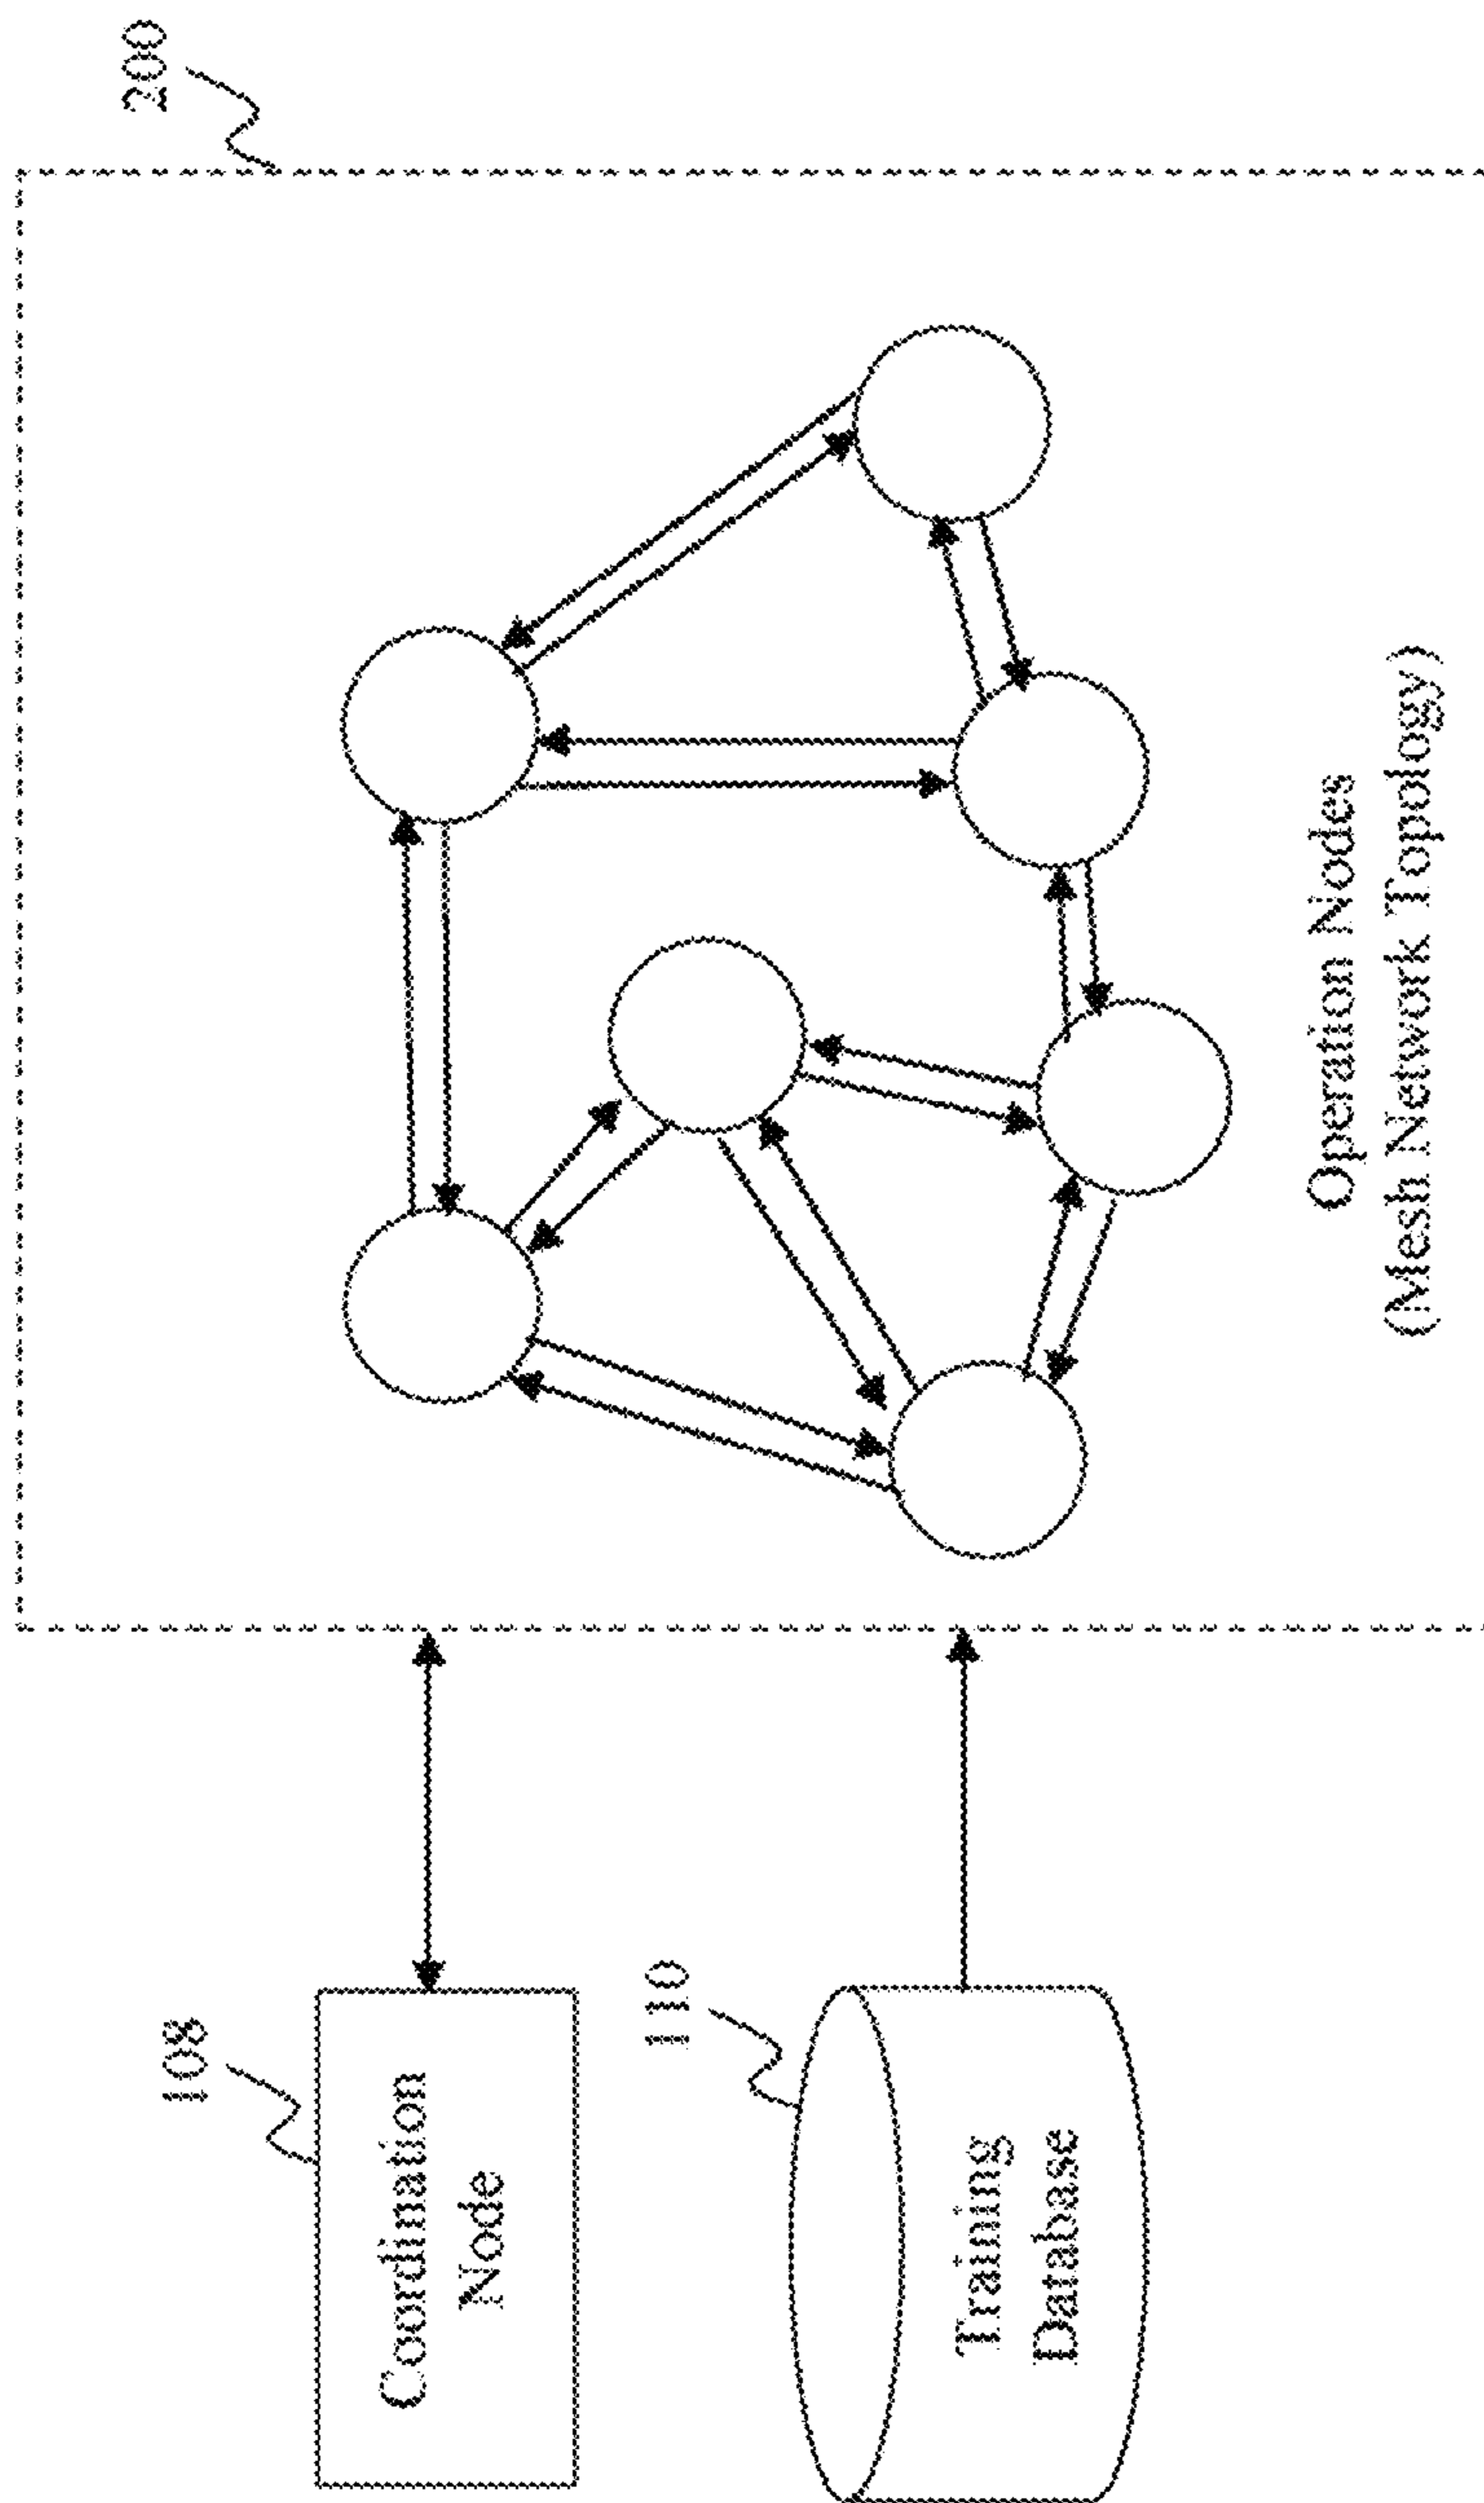 108
Coordination
Node
110
Training
Database
200
Operation Nodes
(Mesh Network Topology)